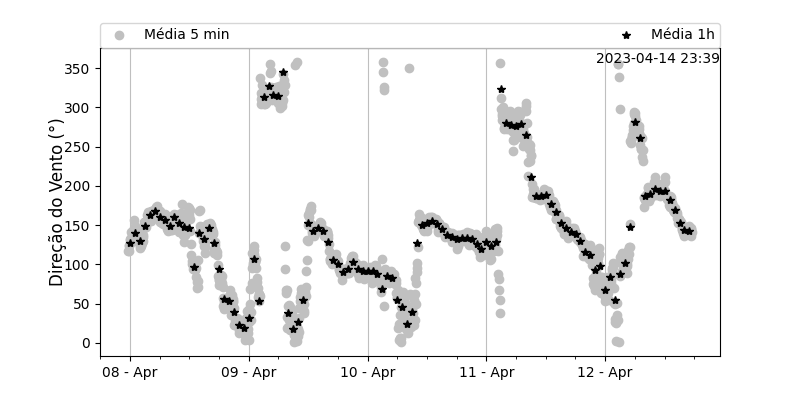 Média 5 min
Média 1h
2023-04-14 23:39
Direção do Vento (°)
350
300
250
200
150
100
50
0
08 - Apr
09 - Apr
10 - Apr
11 - Apr
12 - Apr